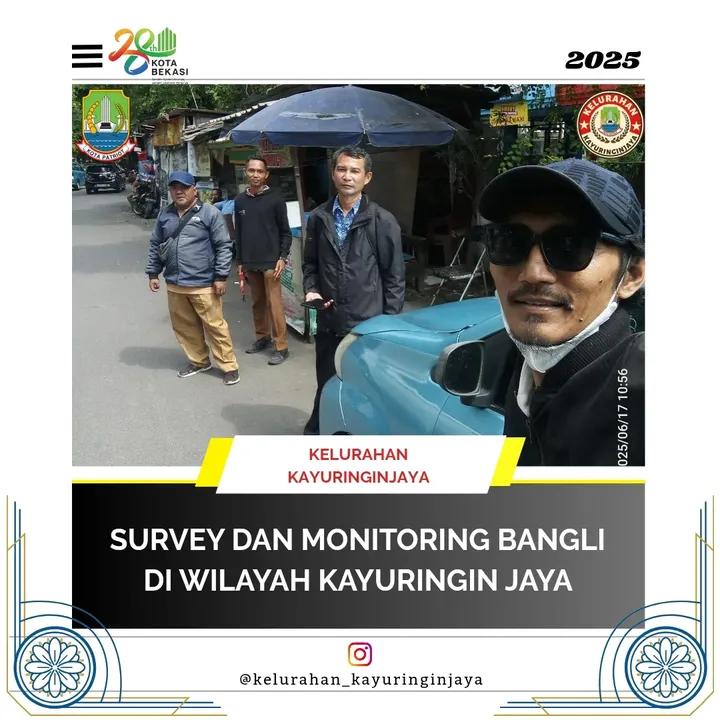 28th
KOTA
BEKASI
2025
KOTA PATRIOT
KELURAHAN
KAYURINGINJAYA
025/06/17 10:56
KELURAHAN
KAYURINGINJAYA
SURVEY DAN MONITORING BANGLI
DI WILAYAH KAYURINGIN JAYA
@kelurahan_kayuringinjaya